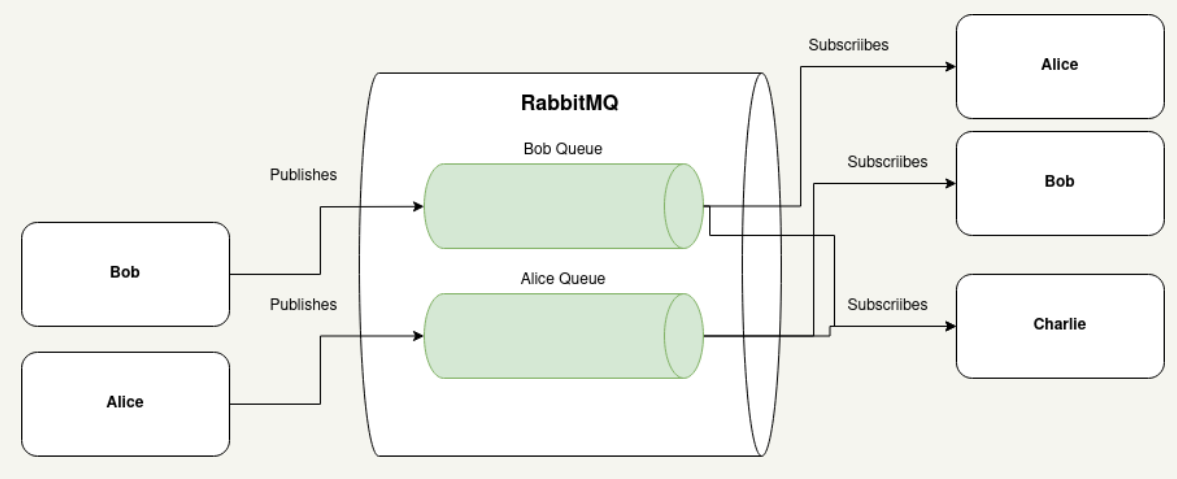 Subscriibes
Alice
RabbitMQ
Bob Queue
Publishes
Subscriibes
Bob
Bob
Alice Queue
Publishes
Subscriibes
Charlie
Alice